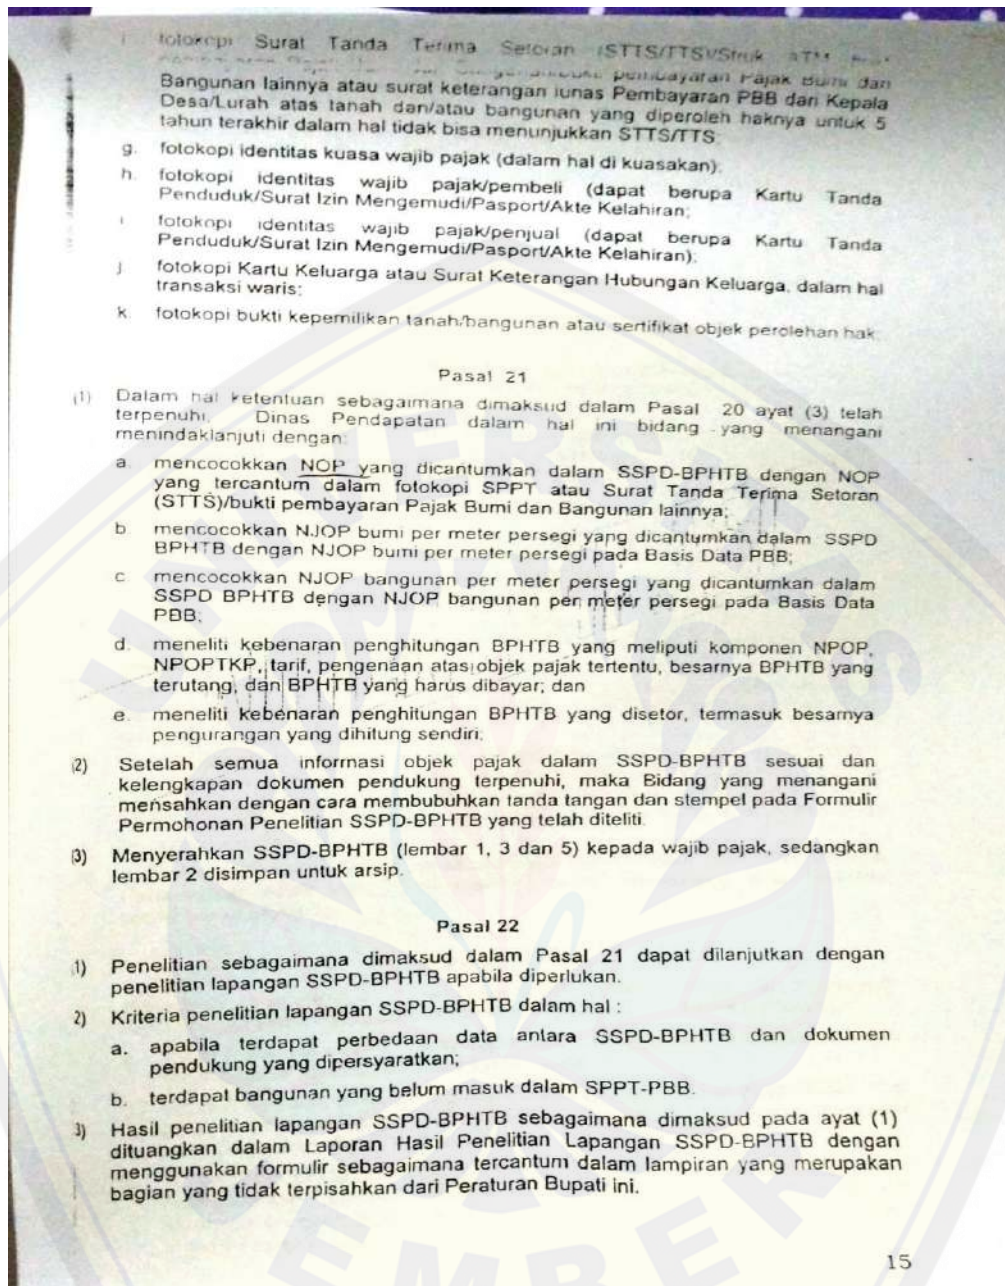 fotokopi Surat Tanda Terima Setoran (STTS/TTS)/Struk ATM
pembayaran Pajak Bumi dan
Bangunan lainnya atau surat keterangan lunas Pembayaran PBB dari Kepala
Desa/Lurah atas tanah dan/atau bangunan yang diperoleh haknya untuk 5
tahun terakhir dalam hal tidak bisa menunjukkan STTS/TTS;
g. fotokopi identitas kuasa wajib pajak (dalam hal di kuasakan);
h. fotokopi identitas wajib pajak/pembeli (dapat berupa Kartu Tanda
Penduduk/Surat Izin Mengemudi/Pasport/Akte Kelahiran;
i fotokopi identitas wajib pajak/penjual (dapat berupa Kartu Tanda
Penduduk/Surat Izin Mengemudi/Pasport/Akte Kelahiran);
j fotokopi Kartu Keluarga atau Surat Keterangan Hubungan Keluarga, dalam hal
transaksi waris;
k. fotokopi bukti kepemilikan tanah/bangunan atau sertifikat objek perolehan hak.
Pasal 21
(1) Dalam hal ketentuan sebagaimana dimaksud dalam Pasal 20 ayat (3) telah
terpenuhi, Dinas Pendapatan dalam hal ini bidang yang menangani
menindaklanjuti dengan:
a. mencocokkan NOP yang dicantumkan dalam SSPD-BPHTB dengan NOP
yang tercantum dalam fotokopi SPPT atau Surat Tanda Terima Setoran
(STTS)/bukti pembayaran Pajak Bumi dan Bangunan lainnya;
b. mencocokkan NJOP bumi per meter persegi yang dicantumkan dalam SSPD
BPHTB dengan NJOP bumi per meter persegi pada Basis Data PBB;
c. mencocokkan NJOP bangunan per meter persegi yang dicantumkan dalam
SSPD BPHTB dengan NJOP bangunan per meter persegi pada Basis Data
PBB;
d. meneliti kebenaran penghitungan BPHTB yang meliputi komponen NPOP,
NPOPTKP, tarif, pengenaan atas objek pajak tertentu, besarnya BPHTB yang
terutang, dan BPHTB yang harus dibayar; dan
e. meneliti kebenaran penghitungan BPHTB yang disetor, termasuk besarnya
pengurangan yang dihitung sendiri.
(2) Setelah semua informasi objek pajak dalam SSPD-BPHTB sesuai dan
kelengkapan dokumen pendukung terpenuhi, maka Bidang yang menangani
mensahkan dengan cara membubuhkan tanda tangan dan stempel pada Formulir
Permohonan Penelitian SSPD-BPHTB yang telah diteliti.
(3) Menyerahkan SSPD-BPHTB (lembar 1, 3 dan 5) kepada wajib pajak, sedangkan
lembar 2 disimpan untuk arsip.
Pasal 22
1) Penelitian sebagaimana dimaksud dalam Pasal 21 dapat dilanjutkan dengan
penelitian lapangan SSPD-BPHTB apabila diperlukan.
2) Kriteria penelitian lapangan SSPD-BPHTB dalam hal :
a. apabila terdapat perbedaan data antara SSPD-BPHTB dan dokumen
pendukung yang dipersyaratkan;
b. terdapat bangunan yang belum masuk dalam SPPT-PBB.
3) Hasil penelitian lapangan SSPD-BPHTB sebagaimana dimaksud pada ayat (1)
dituangkan dalam Laporan Hasil Penelitian Lapangan SSPD-BPHTB dengan
menggunakan formulir sebagaimana tercantum dalam lampiran yang merupakan
bagian yang tidak terpisahkan dari Peraturan Bupati ini.
15